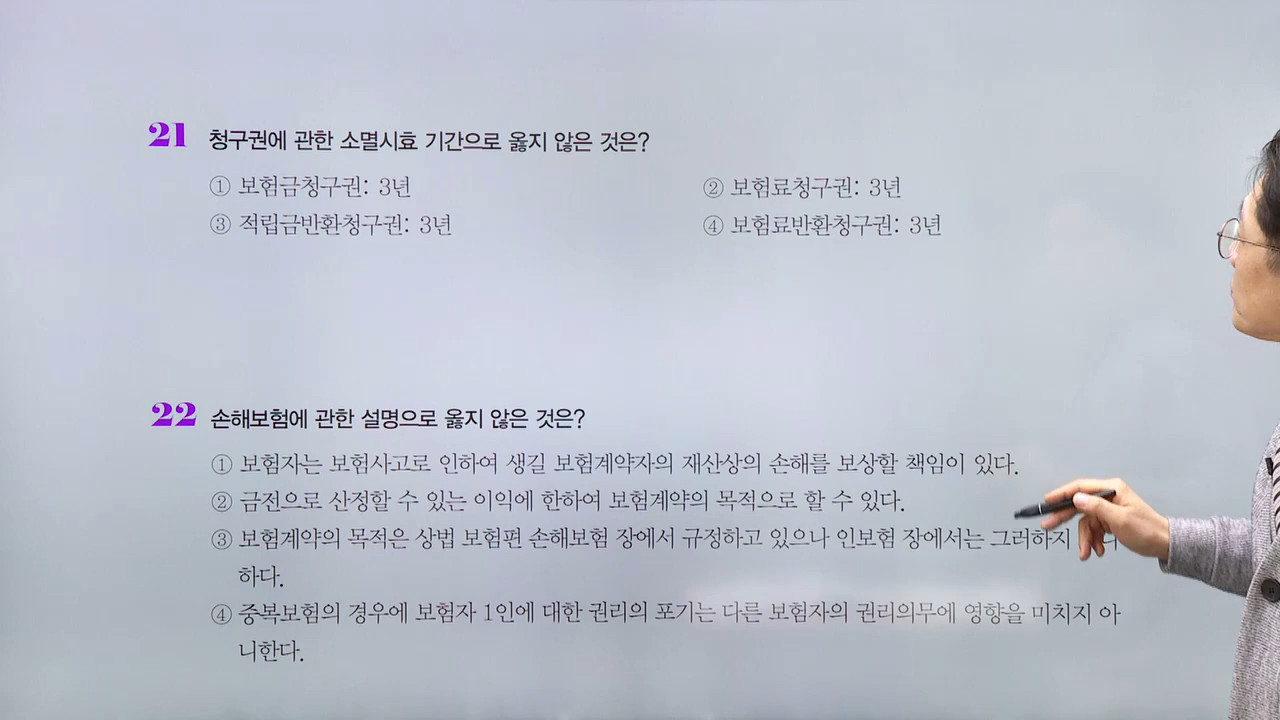 21 청구권에 관한 소멸시효 기간으로 옳지 않은 것은?
① 보험금청구권: 3년 ② 보험료청구권: 3년
③ 적립금반환청구권: 3년 ④ 보험료반환청구권: 3년
22 손해보험에 관한 설명으로 옳지 않은 것은?
① 보험자는 보험사고로 인하여 생길 보험계약자의 재산상의 손해를 보상할 책임이 있다.
② 금전으로 산정할 수 있는 이익에 한하여 보험계약의 목적으로 할 수 있다.
③ 보험계약의 목적은 상법 보험편 손해보험 장에서 규정하고 있으나 인보험 장에서는 그러하지
하다.
④ 중복보험의 경우에 보험자 1인에 대한 권리의 포기는 다른 보험자의 권리의무에 영향을 미치지 아
니한다.